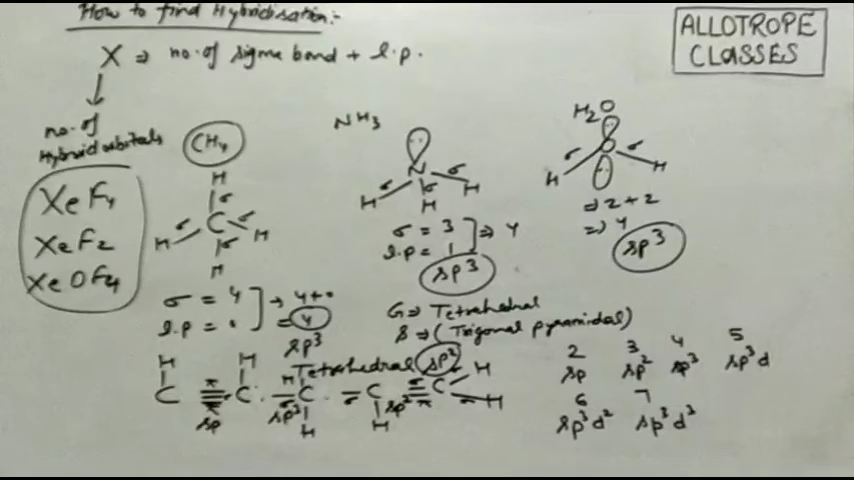 How to find Hybridisation:-
ALLOTROPE
CLASSES
X ⇒ no. of sigma bond + l.p.
no. of
Hybrid orbitals
XeF4
XeF2
XeOF4
CH4
H
σ
H σ C σ H
σ
H
σ = 4
l.p = 0
→ 4+0
= 4
sp3
Tetrahedral
NH3
N
σ σ σ
H H H
σ = 3
l.p = 1
⇒ 4
sp3
G ⇒ Tetrahedral
S ⇒ (Trigonal pyramidal)
H2O
O
σ σ
H H
⇒ 2 + 2
⇒ 4
sp3
sp2
H H H H
C π C C σ C σ C
π σ π
sp sp3 sp2
H H H
2 3 4 5
sp sp2 sp3 sp3d
6 7
sp3d2 sp3d3